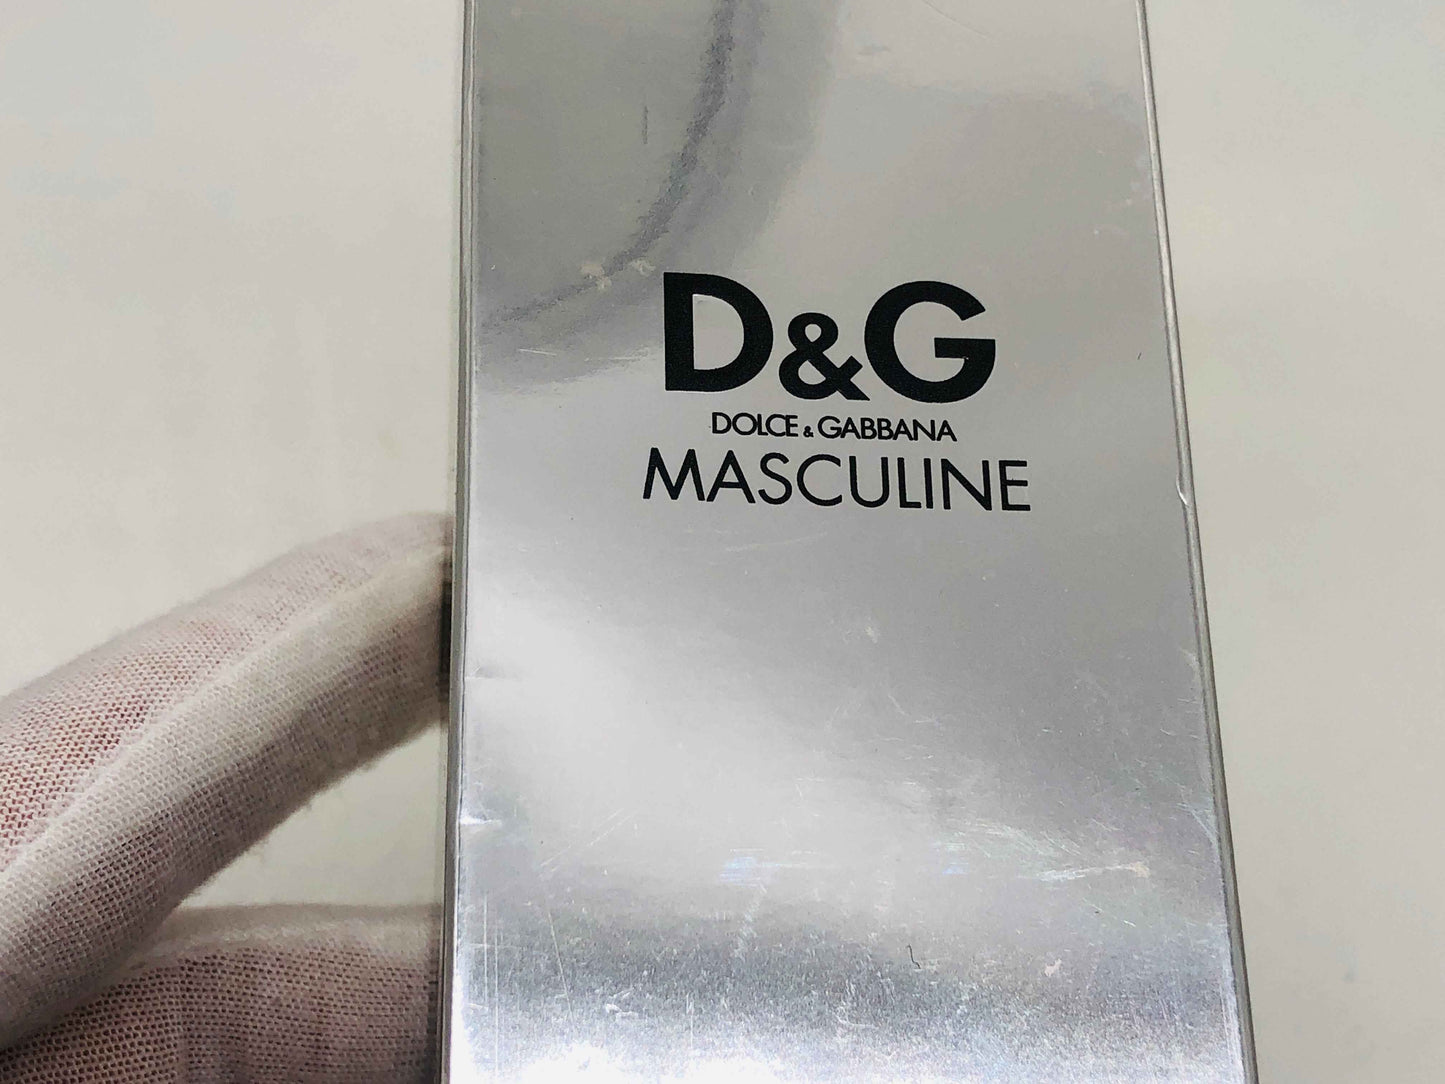 D&G
DOLCE & GABBANA
MASCULINE